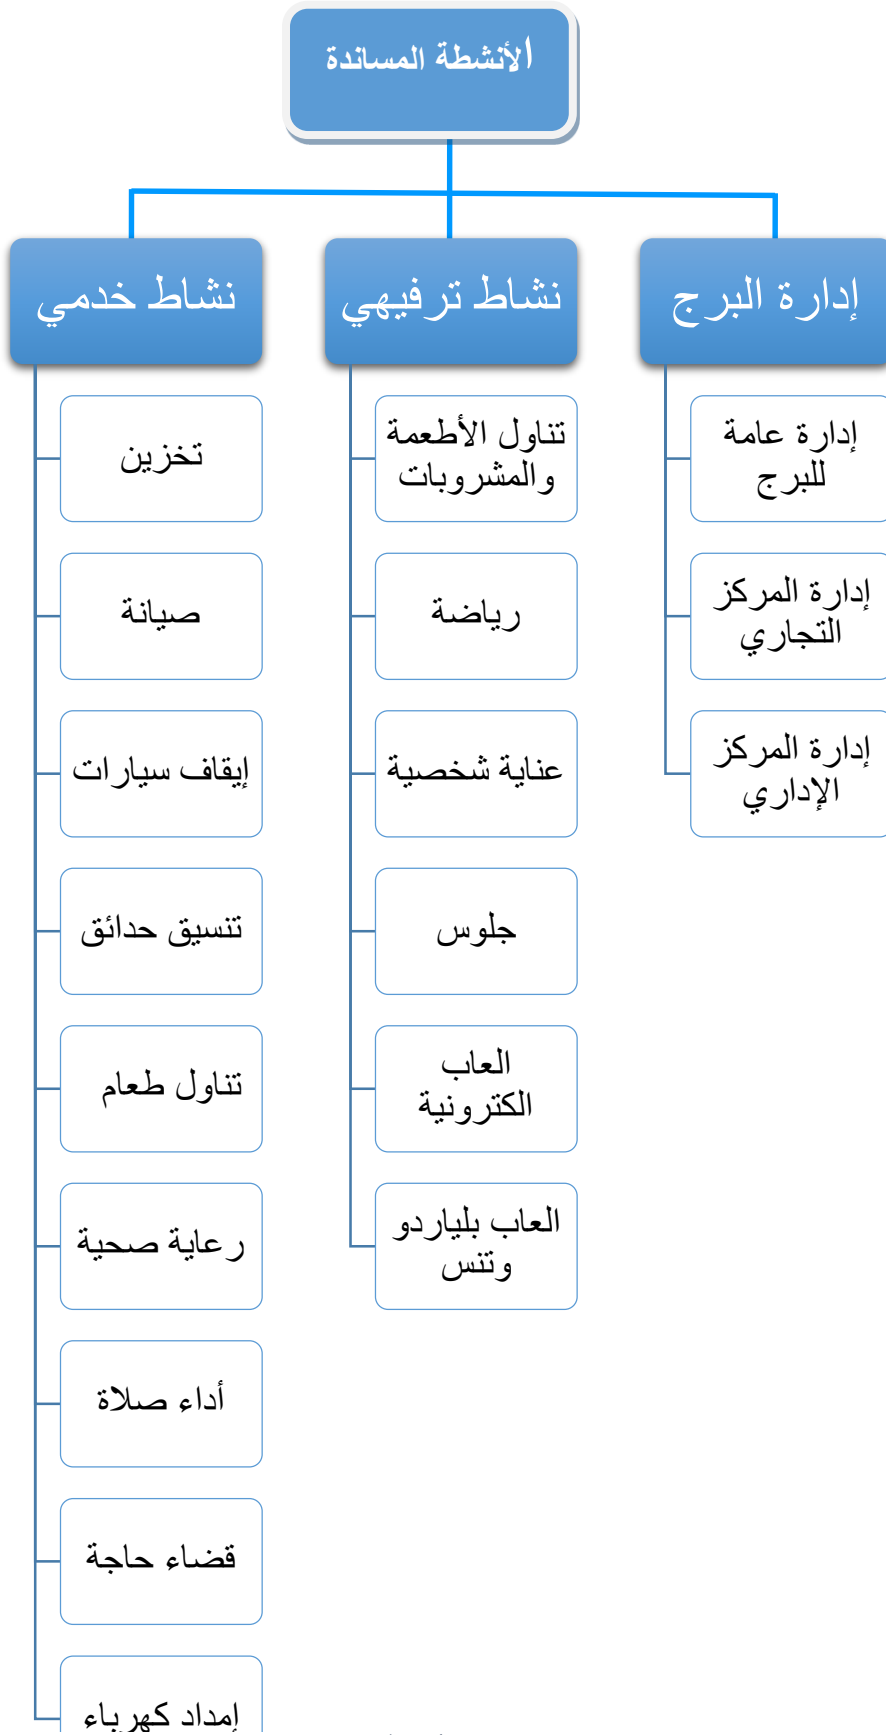 الأنشطة المساندة
إدارة البرج
إدارة عامة
للبرج
إدارة المركز
التجاري
إدارة المركز
الإداري
نشاط ترفيهي
تناول الأطعمة
والمشروبات
رياضة
عناية شخصية
جلوس
العاب
الكترونية
العاب بلياردو
وتنس
نشاط خدمي
تخزين
صيانة
إيقاف سيارات
تنسيق حدائق
تناول طعام
رعاية صحية
أداء صلاة
قضاء حاجة
إمداد كهرباء